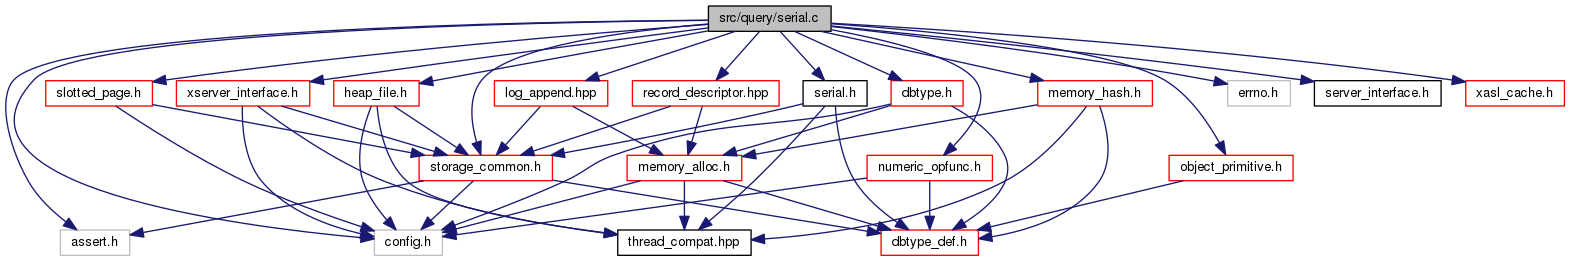 src/query/serial.c
slotted_page.h
xserver_interface.h
heap_file.h
log_append.hpp
record_descriptor.hpp
serial.h
dbtype.h
memory_hash.h
errno.h
server_interface.h
xasl_cache.h
storage_common.h
memory_alloc.h
numeric_opfunc.h
object_primitive.h
assert.h
config.h
thread_compat.hpp
dbtype_def.h